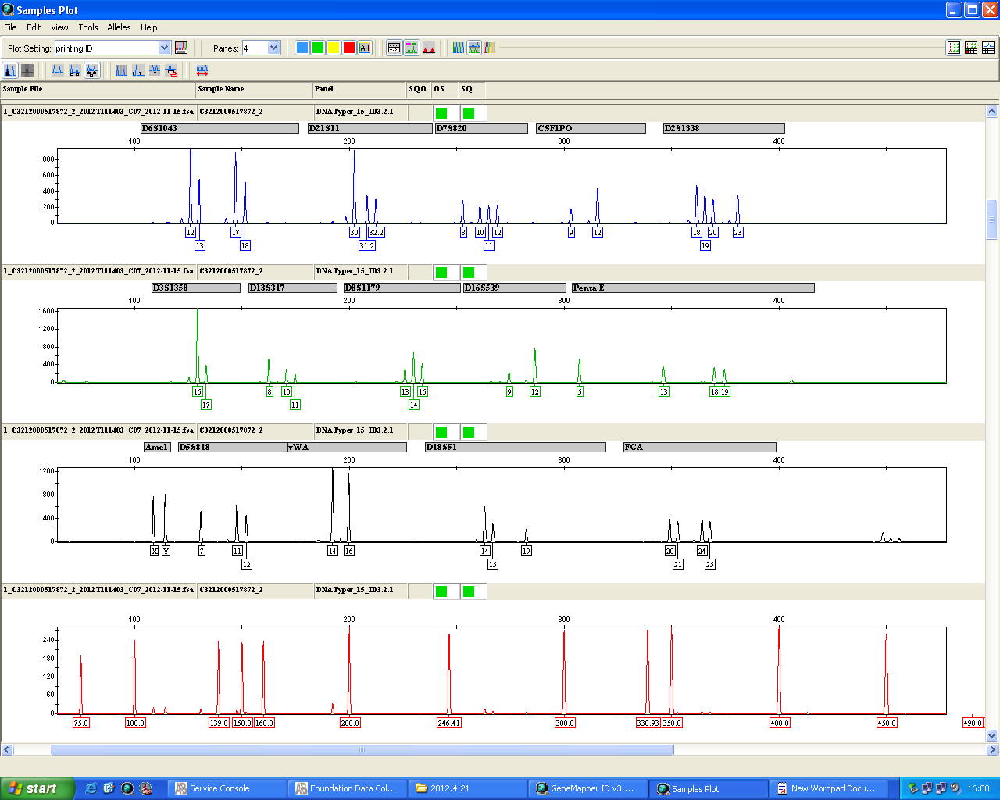 Samples Plot
File Edit View Tools Alleles Help
Plot Setting: printing ID Panes: 4 All
Sample File Sample Name Panel SQO OS SQ
1_C3212000517872_2_2012T111403_C07_2012-11-15.fsa C3212000517872_2 DNATyper_15_ID3.2.1
D6S1043 D21S11 D7S820 CSF1PO D2S1338
100 200 300 400
800
600
400
200
0
12 17 30 32.2 8 10 12 9 12 18 20 23
13 18 31.2 11 19
1_C3212000517872_2_2012T111403_C07_2012-11-15.fsa C3212000517872_2 DNATyper_15_ID3.2.1
D3S1358 D13S317 D8S1179 D16S539 Penta E
100 200 300 400
1600
1200
800
400
0
16 8 10 13 15 9 12 5 13 18 19
17 11 14
1_C3212000517872_2_2012T111403_C07_2012-11-15.fsa C3212000517872_2 DNATyper_15_ID3.2.1
Amel D5S818 vWA D18S51 FGA
100 200 300 400
1200
800
400
0
X Y 7 11 14 16 14 19 20 24
12 15 21 25
1_C3212000517872_2_2012T111403_C07_2012-11-15.fsa C3212000517872_2 DNATyper_15_ID3.2.1
100 200 300 400
240
180
120
60
0
75.0 100.0 139.0 150.0 160.0 200.0 246.41 300.0 338.93 350.0 400.0 450.0 490.0
start Service Console Foundation Data Col... 2012.4.21 GeneMapper ID v3.... Samples Plot New Wordpad Docu... 16:08